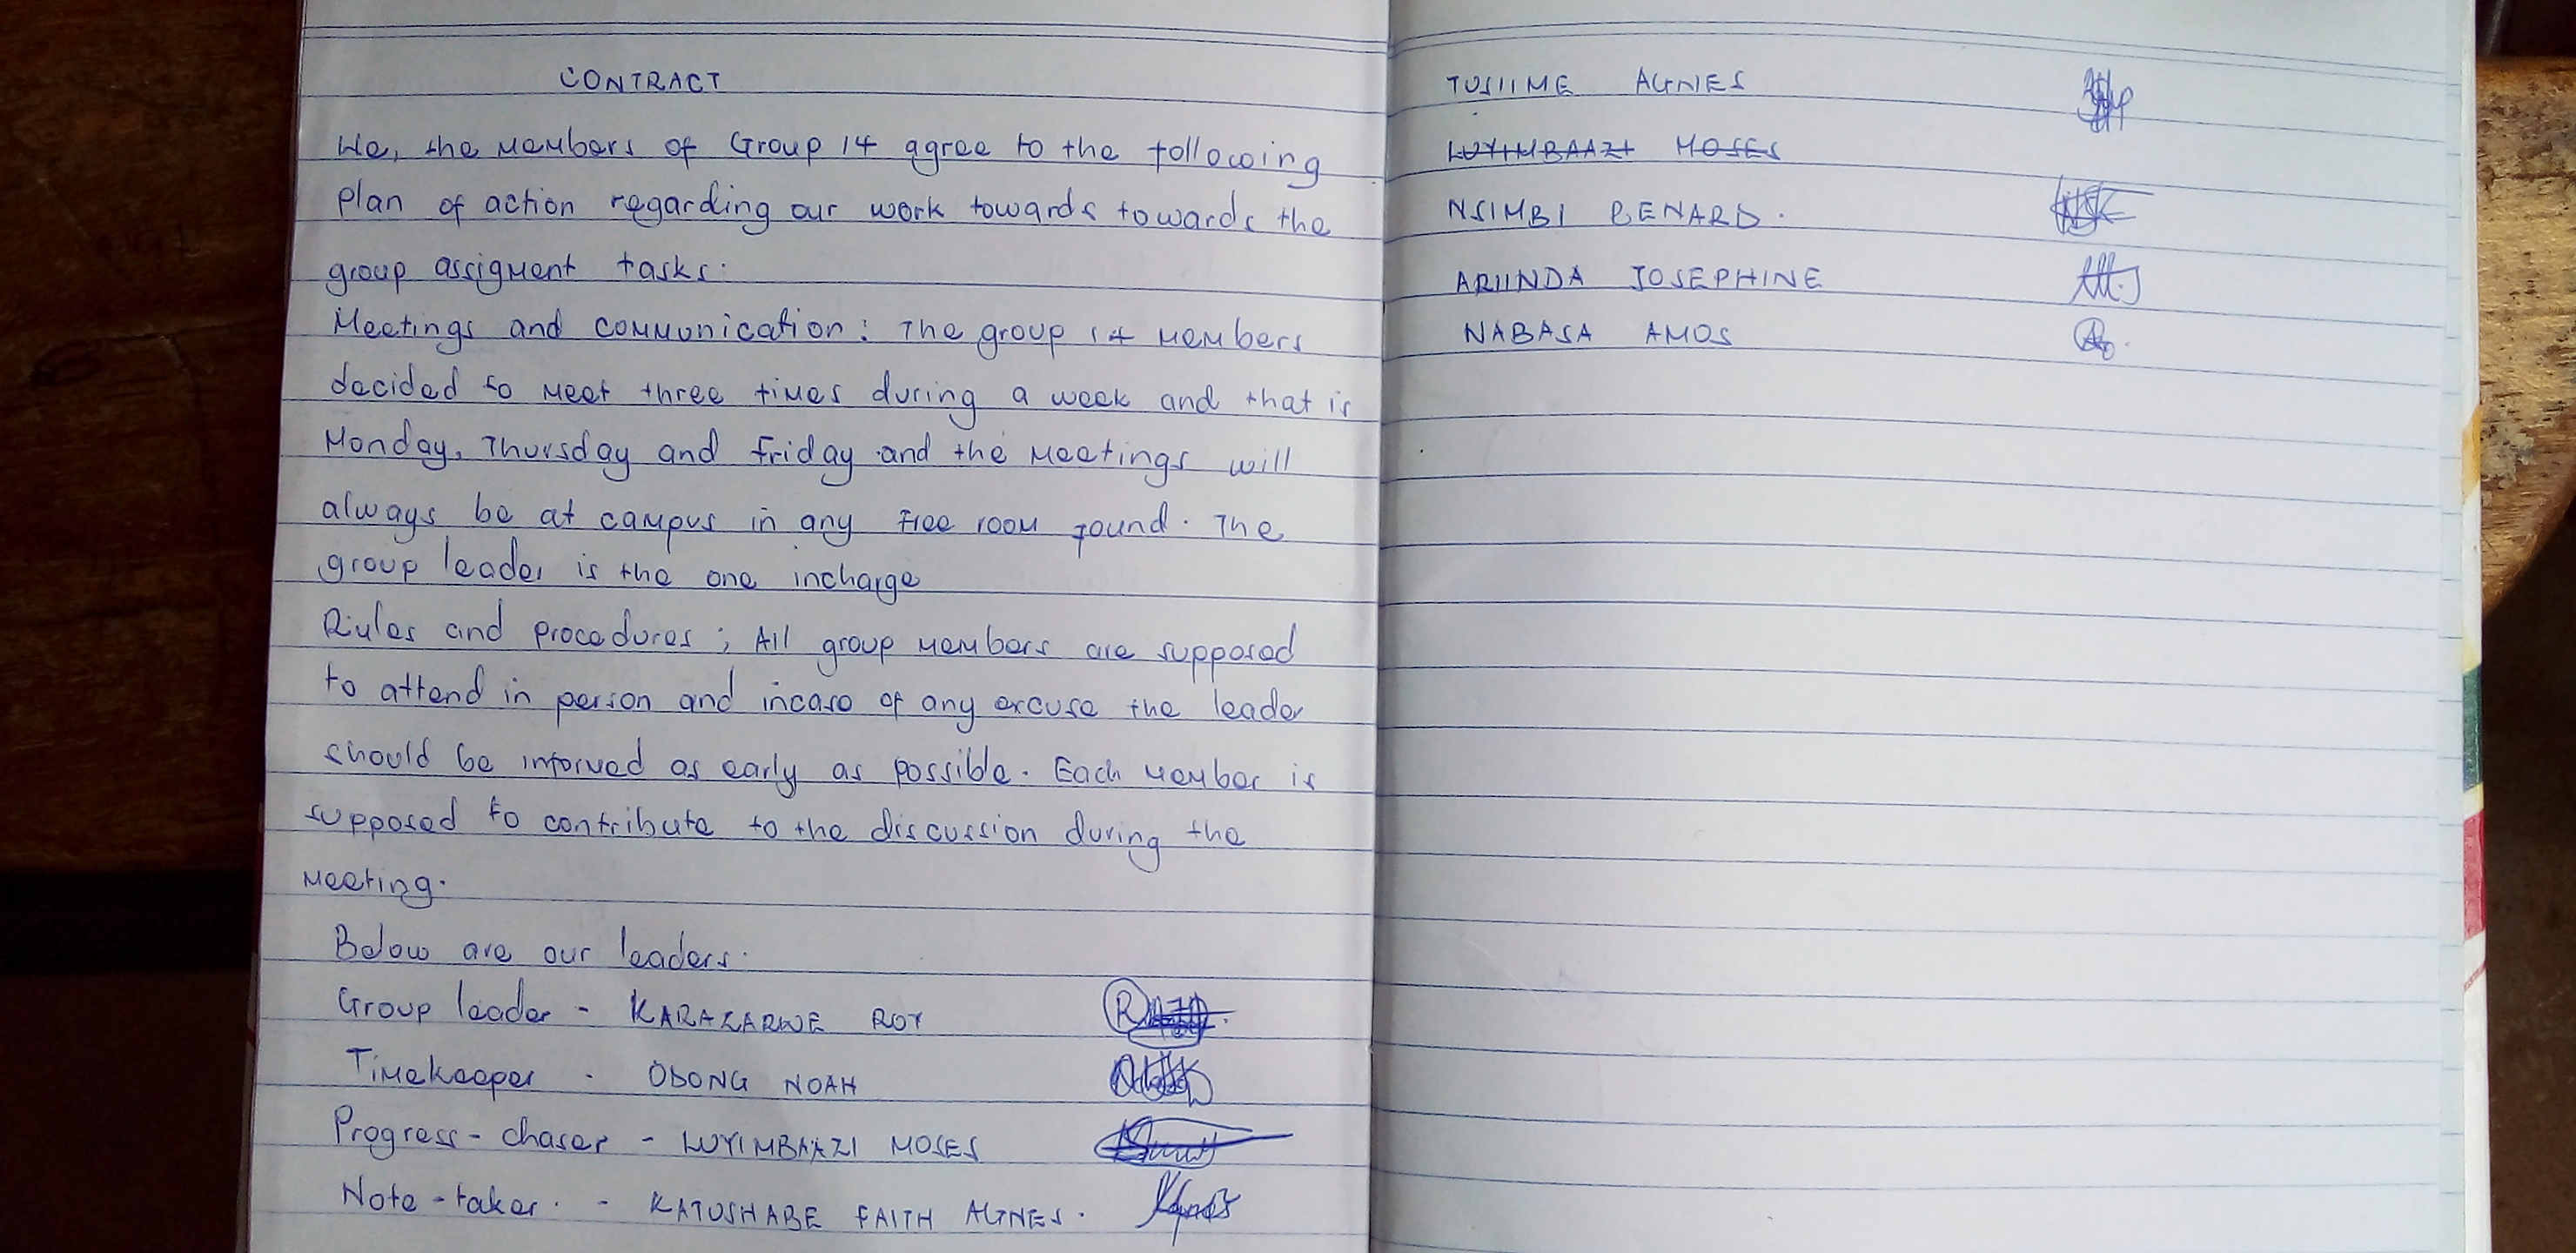 CONTRACT
We, the members of Group 14 agree to the following
plan of action regarding our work towards towards the
group assigment tasks.
Meetings and communication: The group 14 members
decided to meet three times during a week and that is
Monday, Thursday and Friday and the meetings will
always be at campus in any free room found. The
group leader is the one incharge
Rules and procedures; All group members are supposed
to attend in person and incase of any excuse the leader
should be informed as early as possible. Each member is
supposed to contribute to the discussion during the
meeting.
Below are our leaders.
Group leader - KARAKARWE ROY
Timekeeper - ODONG NOAH
Progress-chaser - LUYIMBAAZI MOSES
Note-taker. - KATUSHABE FAITH AGNES.
TUSIIME AGNES
LUYIMBAAZI MOSES
NSIMBI BENARD.
ARIINDA JOSEPHINE
NABASA AMOS